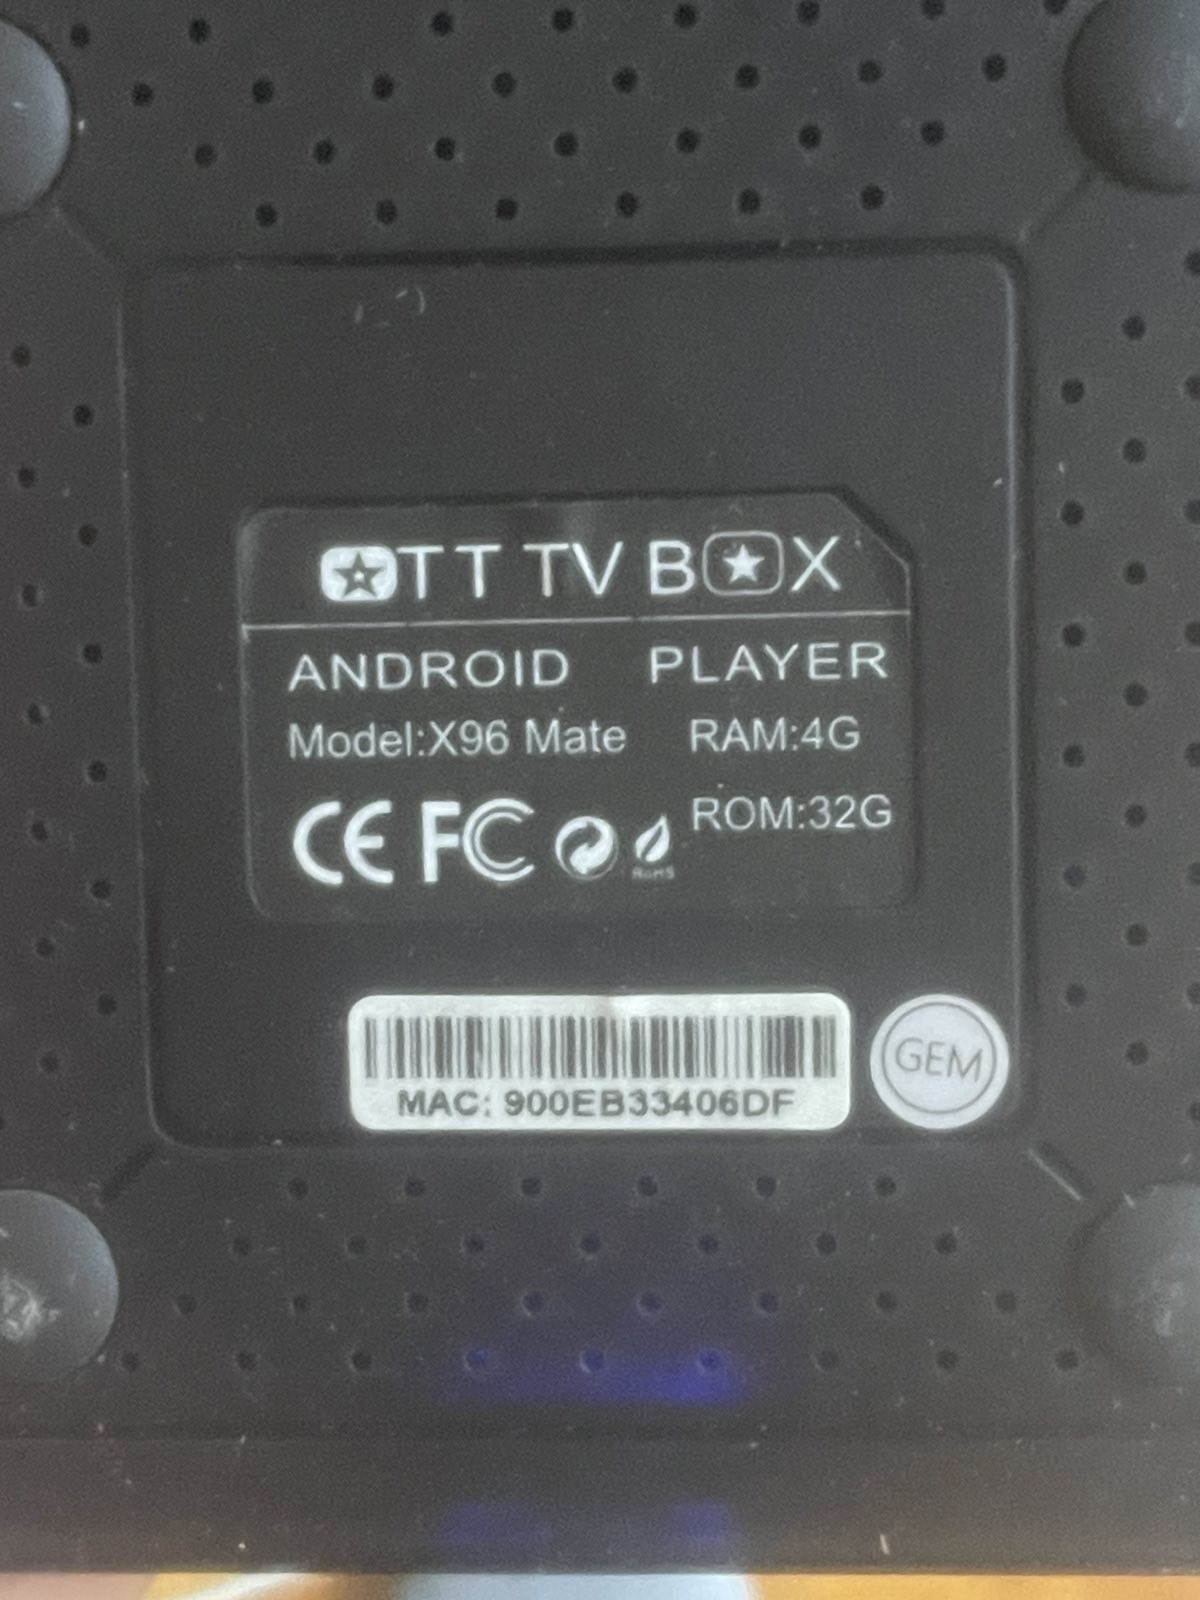 OTT TV BOX
ANDROID PLAYER
Model:X96 Mate RAM:4G
CE FC RoHS ROM:32G
MAC: 900EB33406DF
GEM